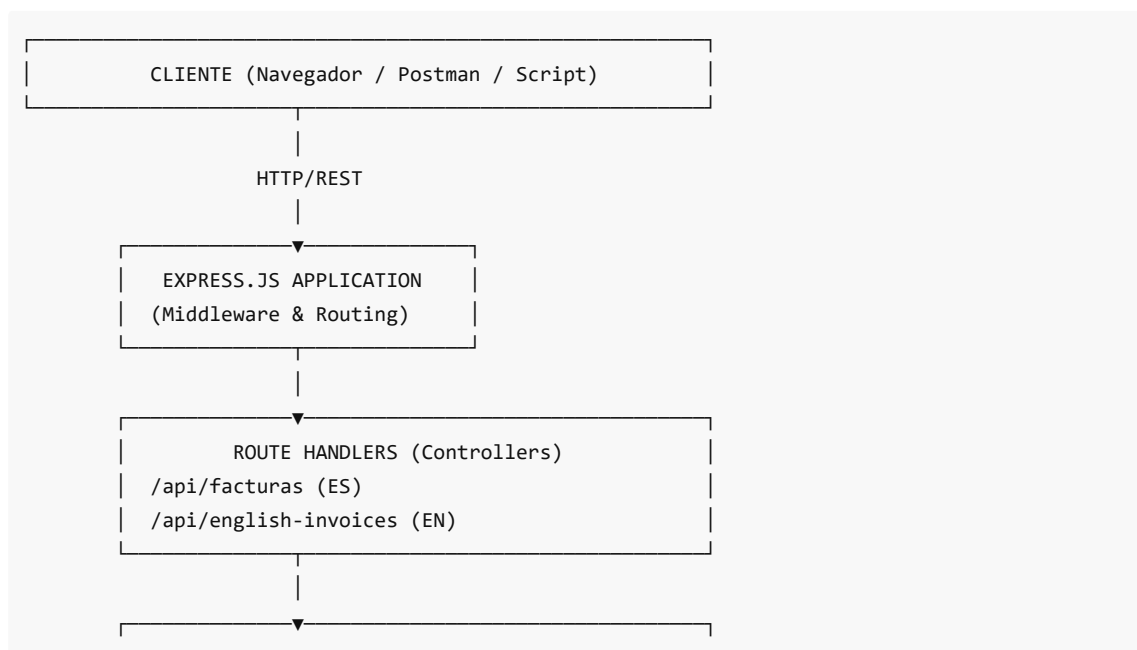 CLIENTE (Navegador / Postman / Script)
HTTP/REST
EXPRESS.JS APPLICATION
(Middleware & Routing)
ROUTE HANDLERS (Controllers)
/api/facturas (ES)
/api/english-invoices (EN)